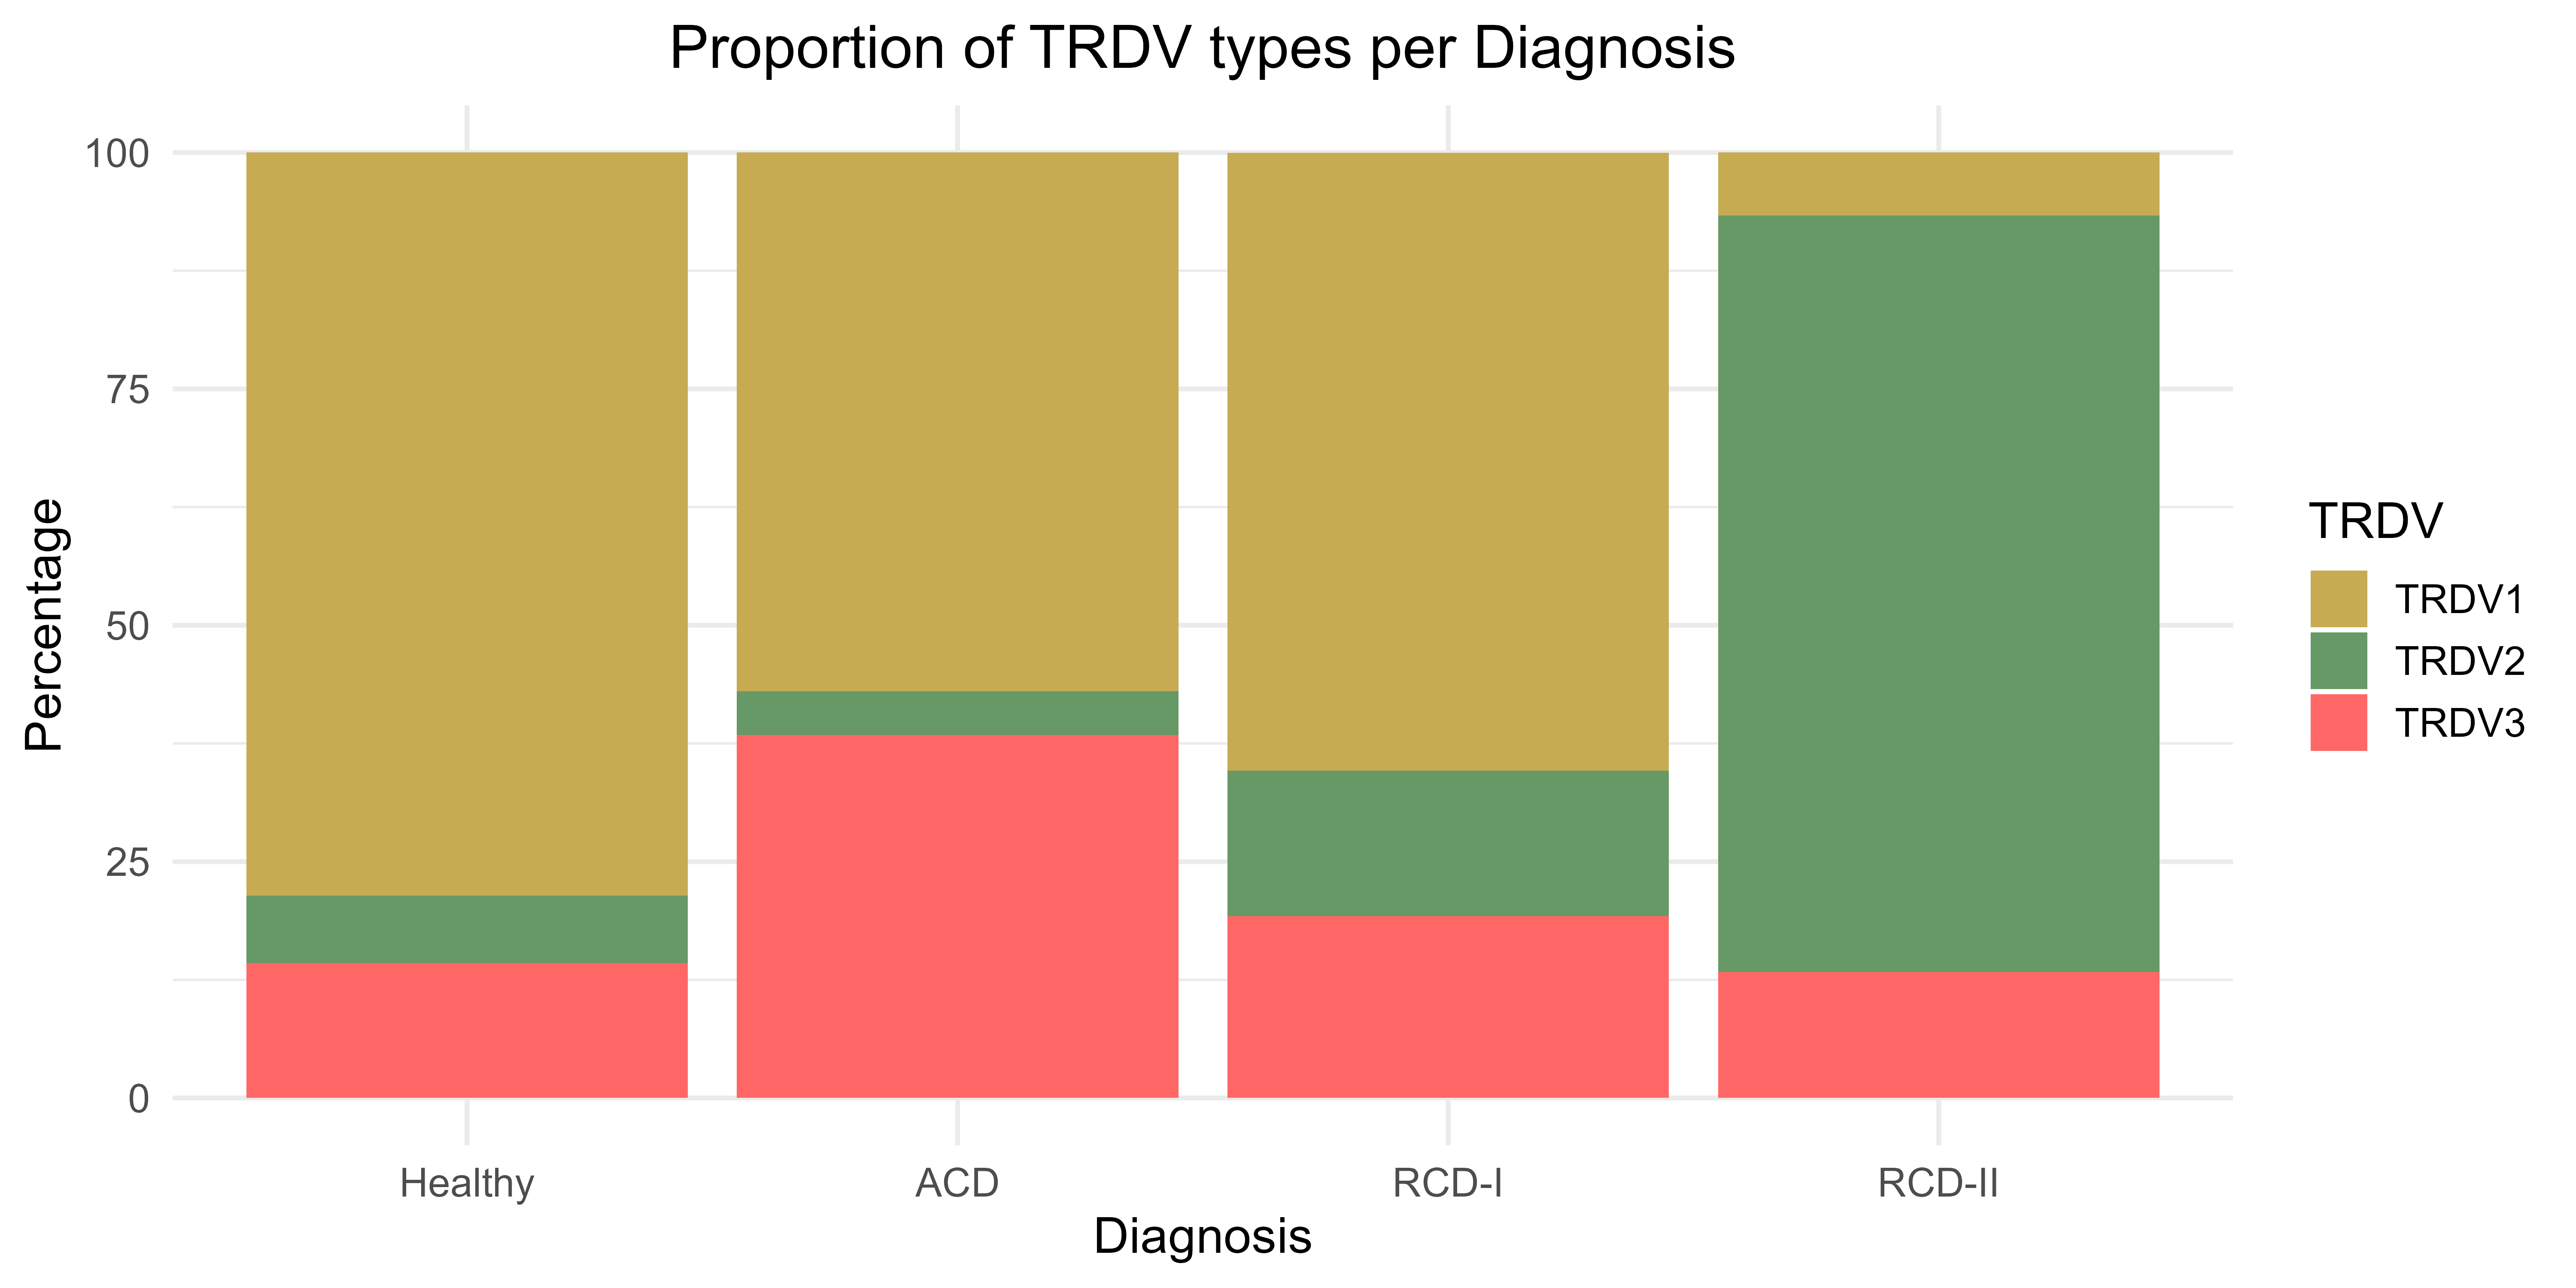 Proportion of TRDV types per Diagnosis
100
75
50
25
0
Percentage
Healthy
ACD
RCD-I
RCD-II
Diagnosis
TRDV
TRDV1
TRDV2
TRDV3